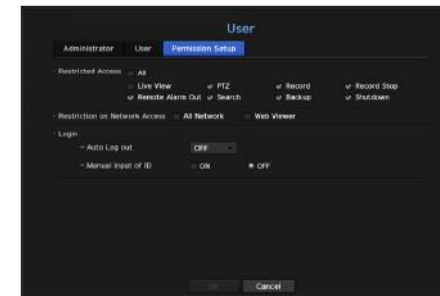 User
Administrator User Permission Setup
Restricted Access All
Live View PTZ Record Record Stop
Remote Alarm Out Search Backup Shutdown
Restriction on Network Access All Network Web Viewer
Login
- Auto Log out OFF
- Manual Input of ID ON OFF
OK Cancel